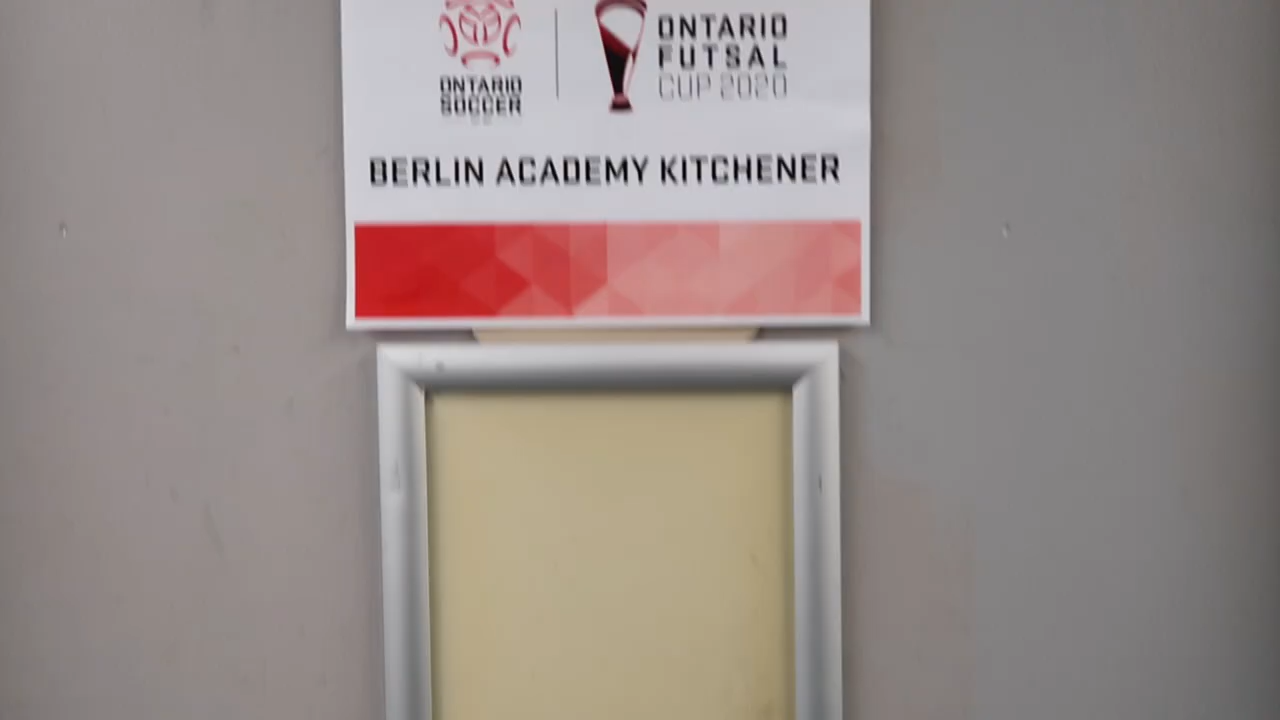 ONTARIO
SOCCER
ONTARIO
FUTSAL
CUP 2020
BERLIN ACADEMY KITCHENER